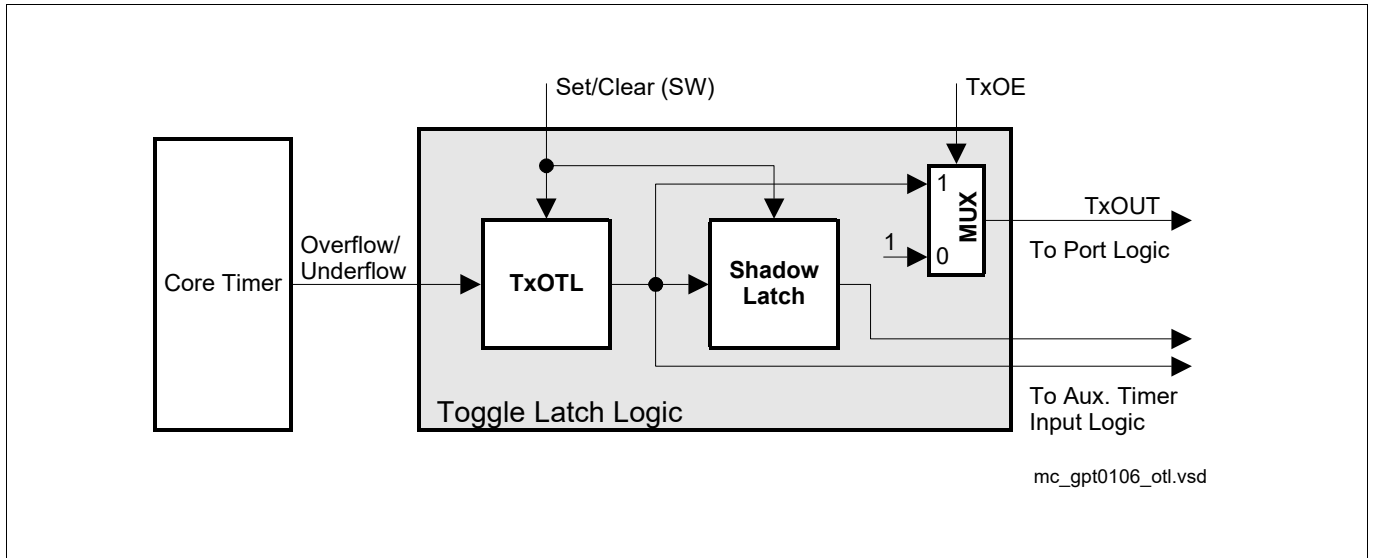 Set/Clear (SW)
TxOE
Core Timer
Overflow/
Underflow
TxOTL
Shadow
Latch
1
0
MUX
1
TxOUT
To Port Logic
To Aux. Timer
Input Logic
Toggle Latch Logic
mc_gpt0106_otl.vsd